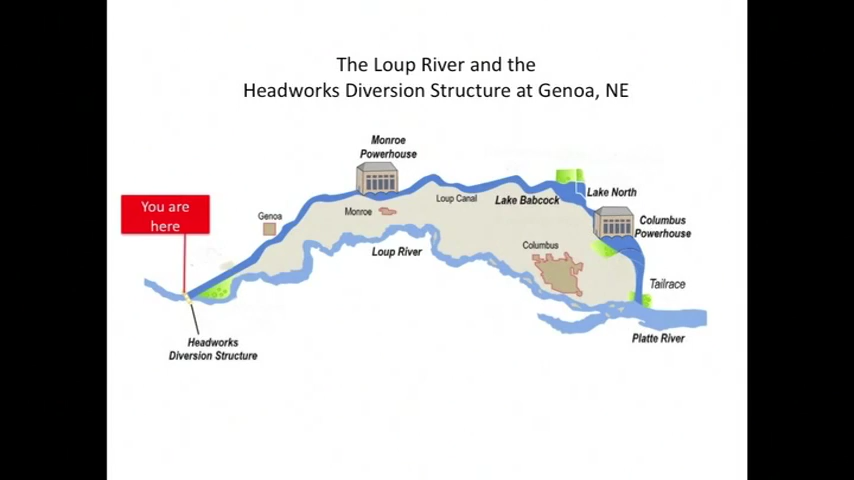 The Loup River and the
Headworks Diversion Structure at Genoa, NE
Monroe
Powerhouse
You are
here
Genoa
Monroe
Loup Canal
Lake Babcock
Lake North
Columbus
Powerhouse
Loup River
Columbus
Tailrace
Headworks
Diversion Structure
Platte River